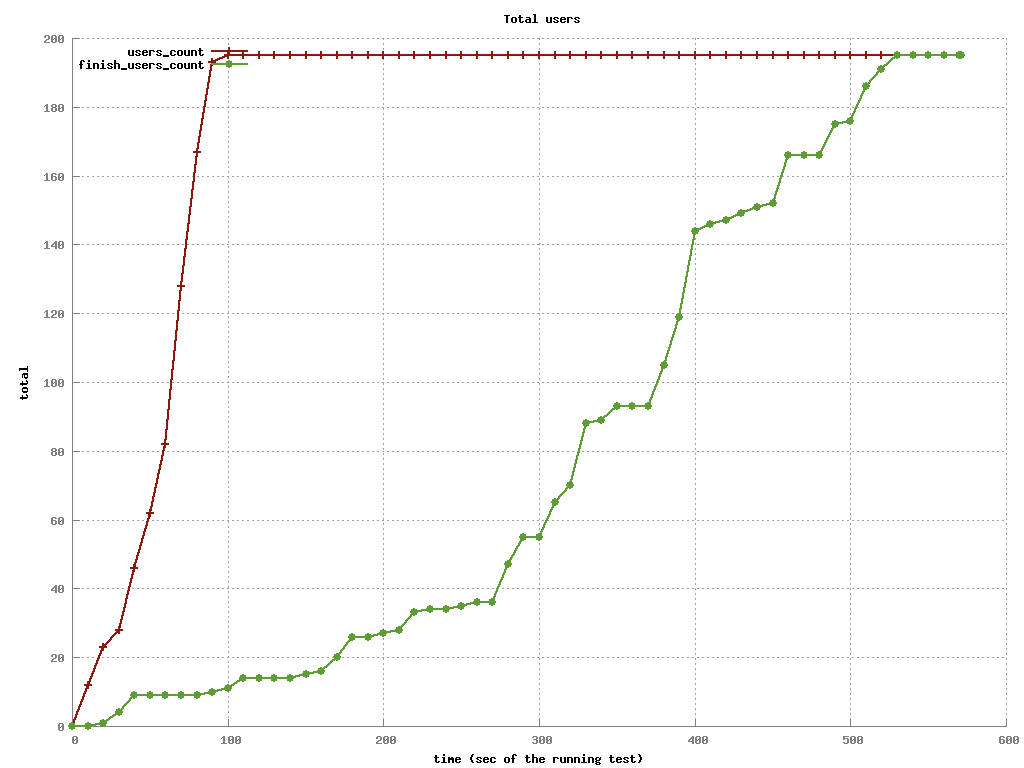 Total users
users_count
finish_users_count
200
180
160
140
120
100
80
60
40
20
0
total
0 100 200 300 400 500 600
time (sec of the running test)